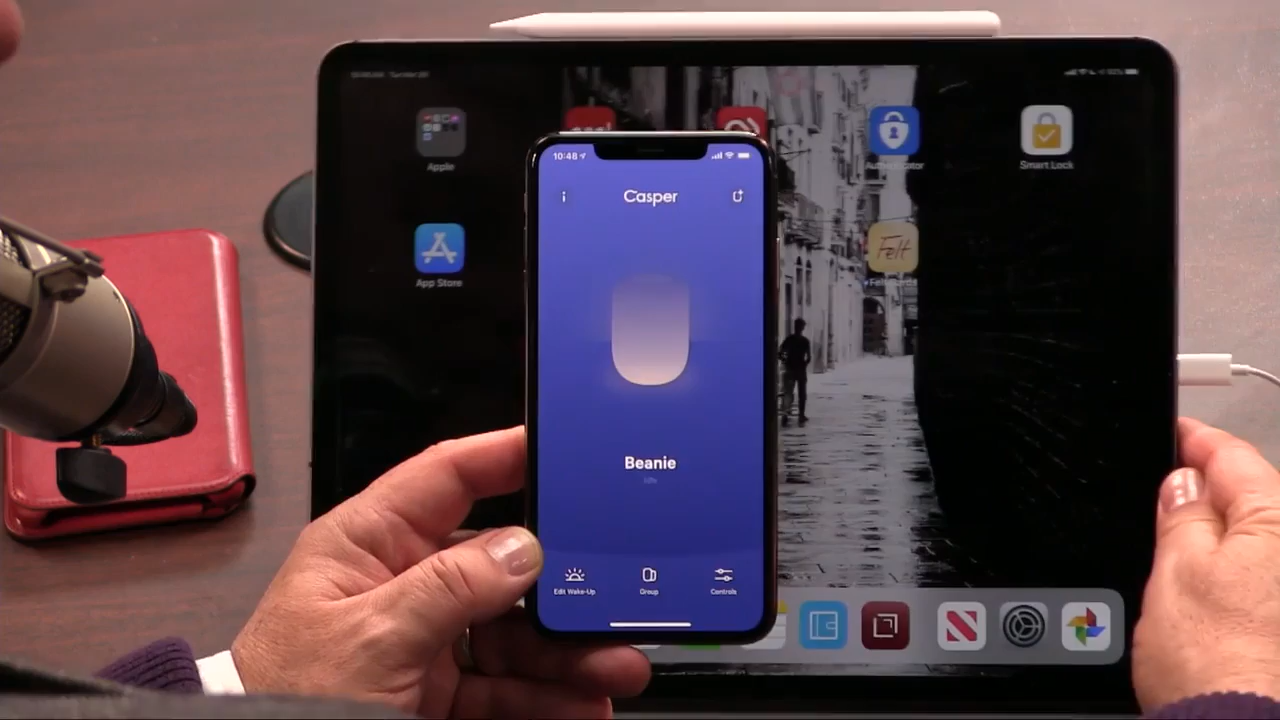 Apple
Smart Lock
App Store
Felt
10:48
i
Casper
Beanie
Edit Wake-Up
Group
Controls